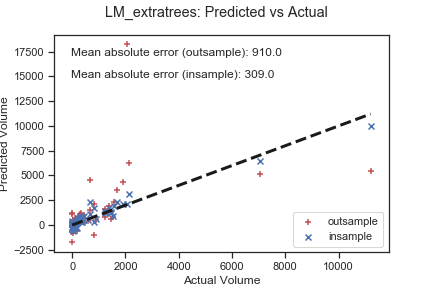 LM_extratrees: Predicted vs Actual
17500
15000
12500
10000
7500
5000
2500
0
−2500
Predicted Volume
Mean absolute error (outsample): 910.0
Mean absolute error (insample): 309.0
outsample
insample
0 2000 4000 6000 8000 10000
Actual Volume